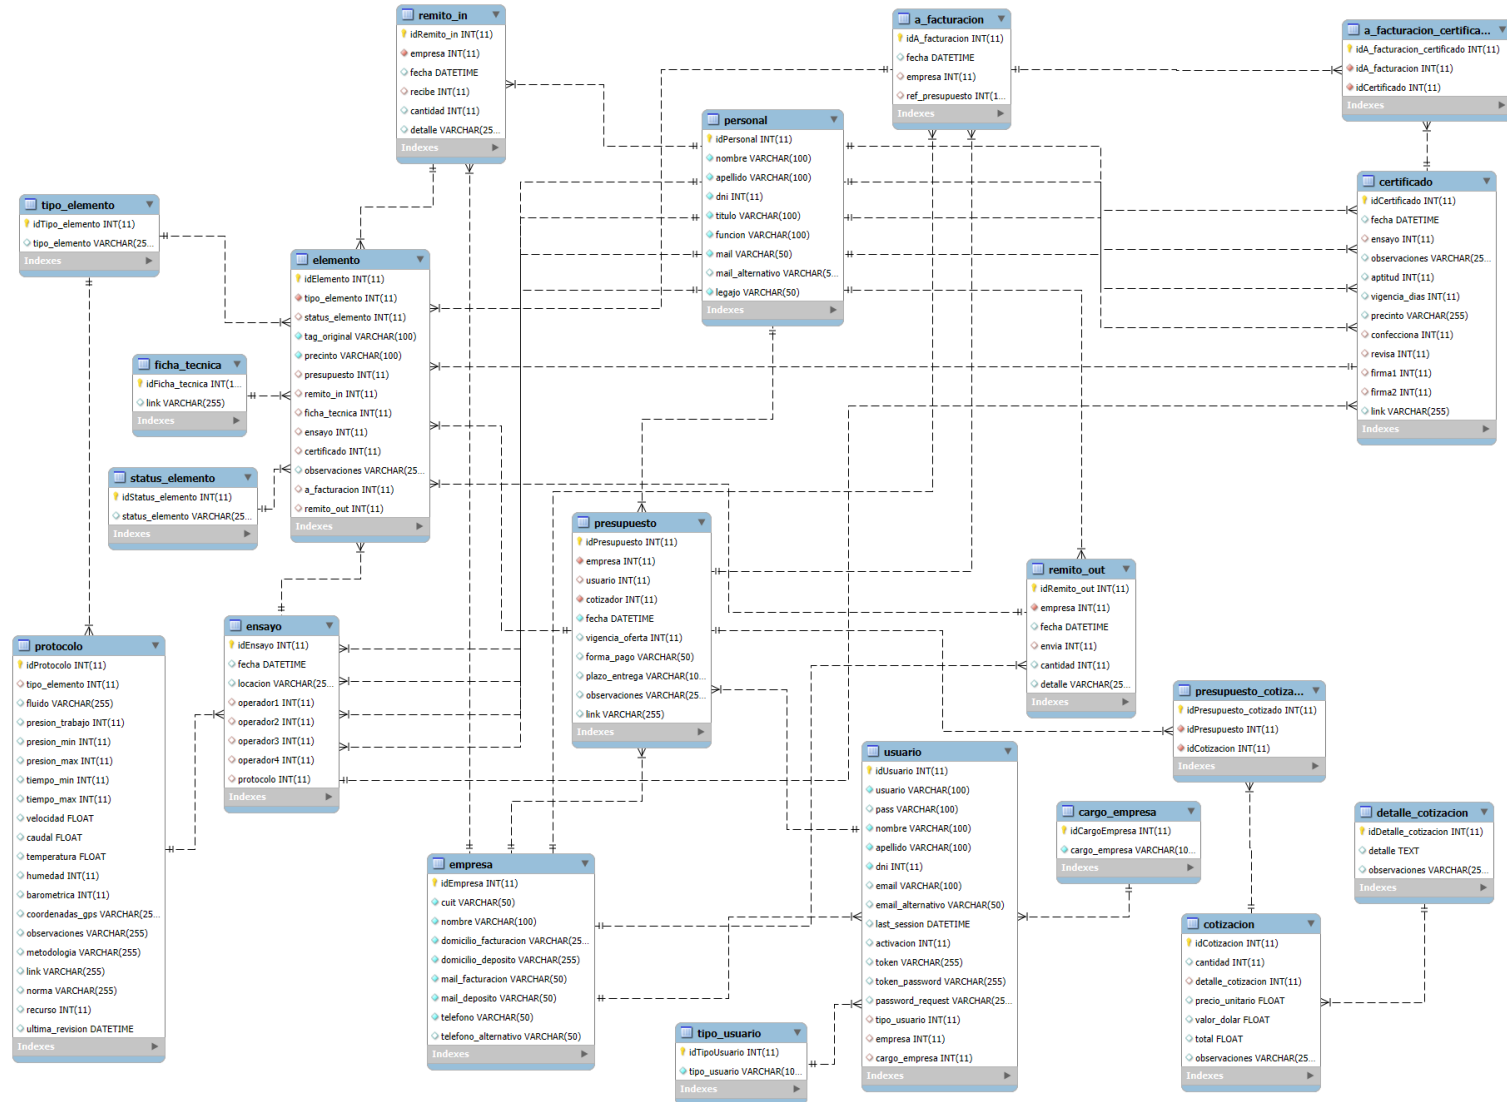 remito_in
idRemito_in INT(11)
empresa INT(11)
fecha DATETIME
recibe INT(11)
cantidad INT(11)
detalle VARCHAR(25...
Indexes
a_facturacion
idA_facturacion INT(11)
fecha DATETIME
empresa INT(11)
ref_presupuesto INT(1...
Indexes
a_facturacion_certifica...
idA_facturacion_certificado INT(11)
idA_facturacion INT(11)
idCertificado INT(11)
Indexes
personal
idPersonal INT(11)
nombre VARCHAR(100)
apellido VARCHAR(100)
dni INT(11)
titulo VARCHAR(100)
funcion VARCHAR(100)
mail VARCHAR(50)
mail_alternativo VARCHAR(5...
legajo VARCHAR(50)
Indexes
certificado
idCertificado INT(11)
fecha DATETIME
ensayo INT(11)
observaciones VARCHAR(25...
aptitud INT(11)
vigencia_dias INT(11)
precinto VARCHAR(255)
confecciona INT(11)
revisa INT(11)
firma1 INT(11)
firma2 INT(11)
link VARCHAR(255)
Indexes
tipo_elemento
idTipo_elemento INT(11)
tipo_elemento VARCHAR(25...
Indexes
elemento
idElemento INT(11)
tipo_elemento INT(11)
status_elemento INT(11)
tag_original VARCHAR(100)
precinto VARCHAR(100)
presupuesto INT(11)
remito_in INT(11)
ficha_tecnica INT(11)
ensayo INT(11)
certificado INT(11)
observaciones VARCHAR(25...
a_facturacion INT(11)
remito_out INT(11)
Indexes
ficha_tecnica
idFicha_tecnica INT(1...
link VARCHAR(255)
Indexes
status_elemento
idStatus_elemento INT(11)
status_elemento VARCHAR(25...
Indexes
presupuesto
idPresupuesto INT(11)
empresa INT(11)
usuario INT(11)
cotizador INT(11)
fecha DATETIME
vigencia_oferta INT(11)
forma_pago VARCHAR(50)
plazo_entrega VARCHAR(10...
observaciones VARCHAR(25...
link VARCHAR(255)
Indexes
remito_out
idRemito_out INT(11)
empresa INT(11)
fecha DATETIME
envia INT(11)
cantidad INT(11)
detalle VARCHAR(25...
Indexes
protocolo
idProtocolo INT(11)
tipo_elemento INT(11)
fluido VARCHAR(255)
presion_trabajo INT(11)
presion_min INT(11)
presion_max INT(11)
tiempo_min INT(11)
tiempo_max INT(11)
velocidad FLOAT
caudal FLOAT
temperatura FLOAT
humedad INT(11)
barometrica INT(11)
coordenadas_gps VARCHAR(25...
observaciones VARCHAR(255)
metodologia VARCHAR(255)
link VARCHAR(255)
norma VARCHAR(255)
recurso INT(11)
ultima_revision DATETIME
Indexes
ensayo
idEnsayo INT(11)
fecha DATETIME
locacion VARCHAR(25...
operador1 INT(11)
operador2 INT(11)
operador3 INT(11)
operador4 INT(11)
protocolo INT(11)
Indexes
presupuesto_cotiza...
idPresupuesto_cotizado INT(11)
idPresupuesto INT(11)
idCotizacion INT(11)
Indexes
usuario
idUsuario INT(11)
usuario VARCHAR(100)
pass VARCHAR(100)
nombre VARCHAR(100)
apellido VARCHAR(100)
dni INT(11)
email VARCHAR(100)
email_alternativo VARCHAR(50)
last_session DATETIME
activacion INT(11)
token VARCHAR(255)
token_password VARCHAR(255)
password_request VARCHAR(25...
tipo_usuario INT(11)
empresa INT(11)
cargo_empresa INT(11)
Indexes
cargo_empresa
idCargoEmpresa INT(11)
cargo_empresa VARCHAR(10...
Indexes
detalle_cotizacion
idDetalle_cotizacion INT(11)
detalle TEXT
observaciones VARCHAR(25...
Indexes
empresa
idEmpresa INT(11)
cuit VARCHAR(50)
nombre VARCHAR(100)
domicilio_facturacion VARCHAR(25...
domicilio_deposito VARCHAR(255)
mail_facturacion VARCHAR(50)
mail_deposito VARCHAR(50)
telefono VARCHAR(50)
telefono_alternativo VARCHAR(50)
Indexes
cotizacion
idCotizacion INT(11)
cantidad INT(11)
detalle_cotizacion INT(11)
precio_unitario FLOAT
valor_dolar FLOAT
total FLOAT
observaciones VARCHAR(25...
Indexes
tipo_usuario
idTipoUsuario INT(11)
tipo_usuario VARCHAR(10...
Indexes